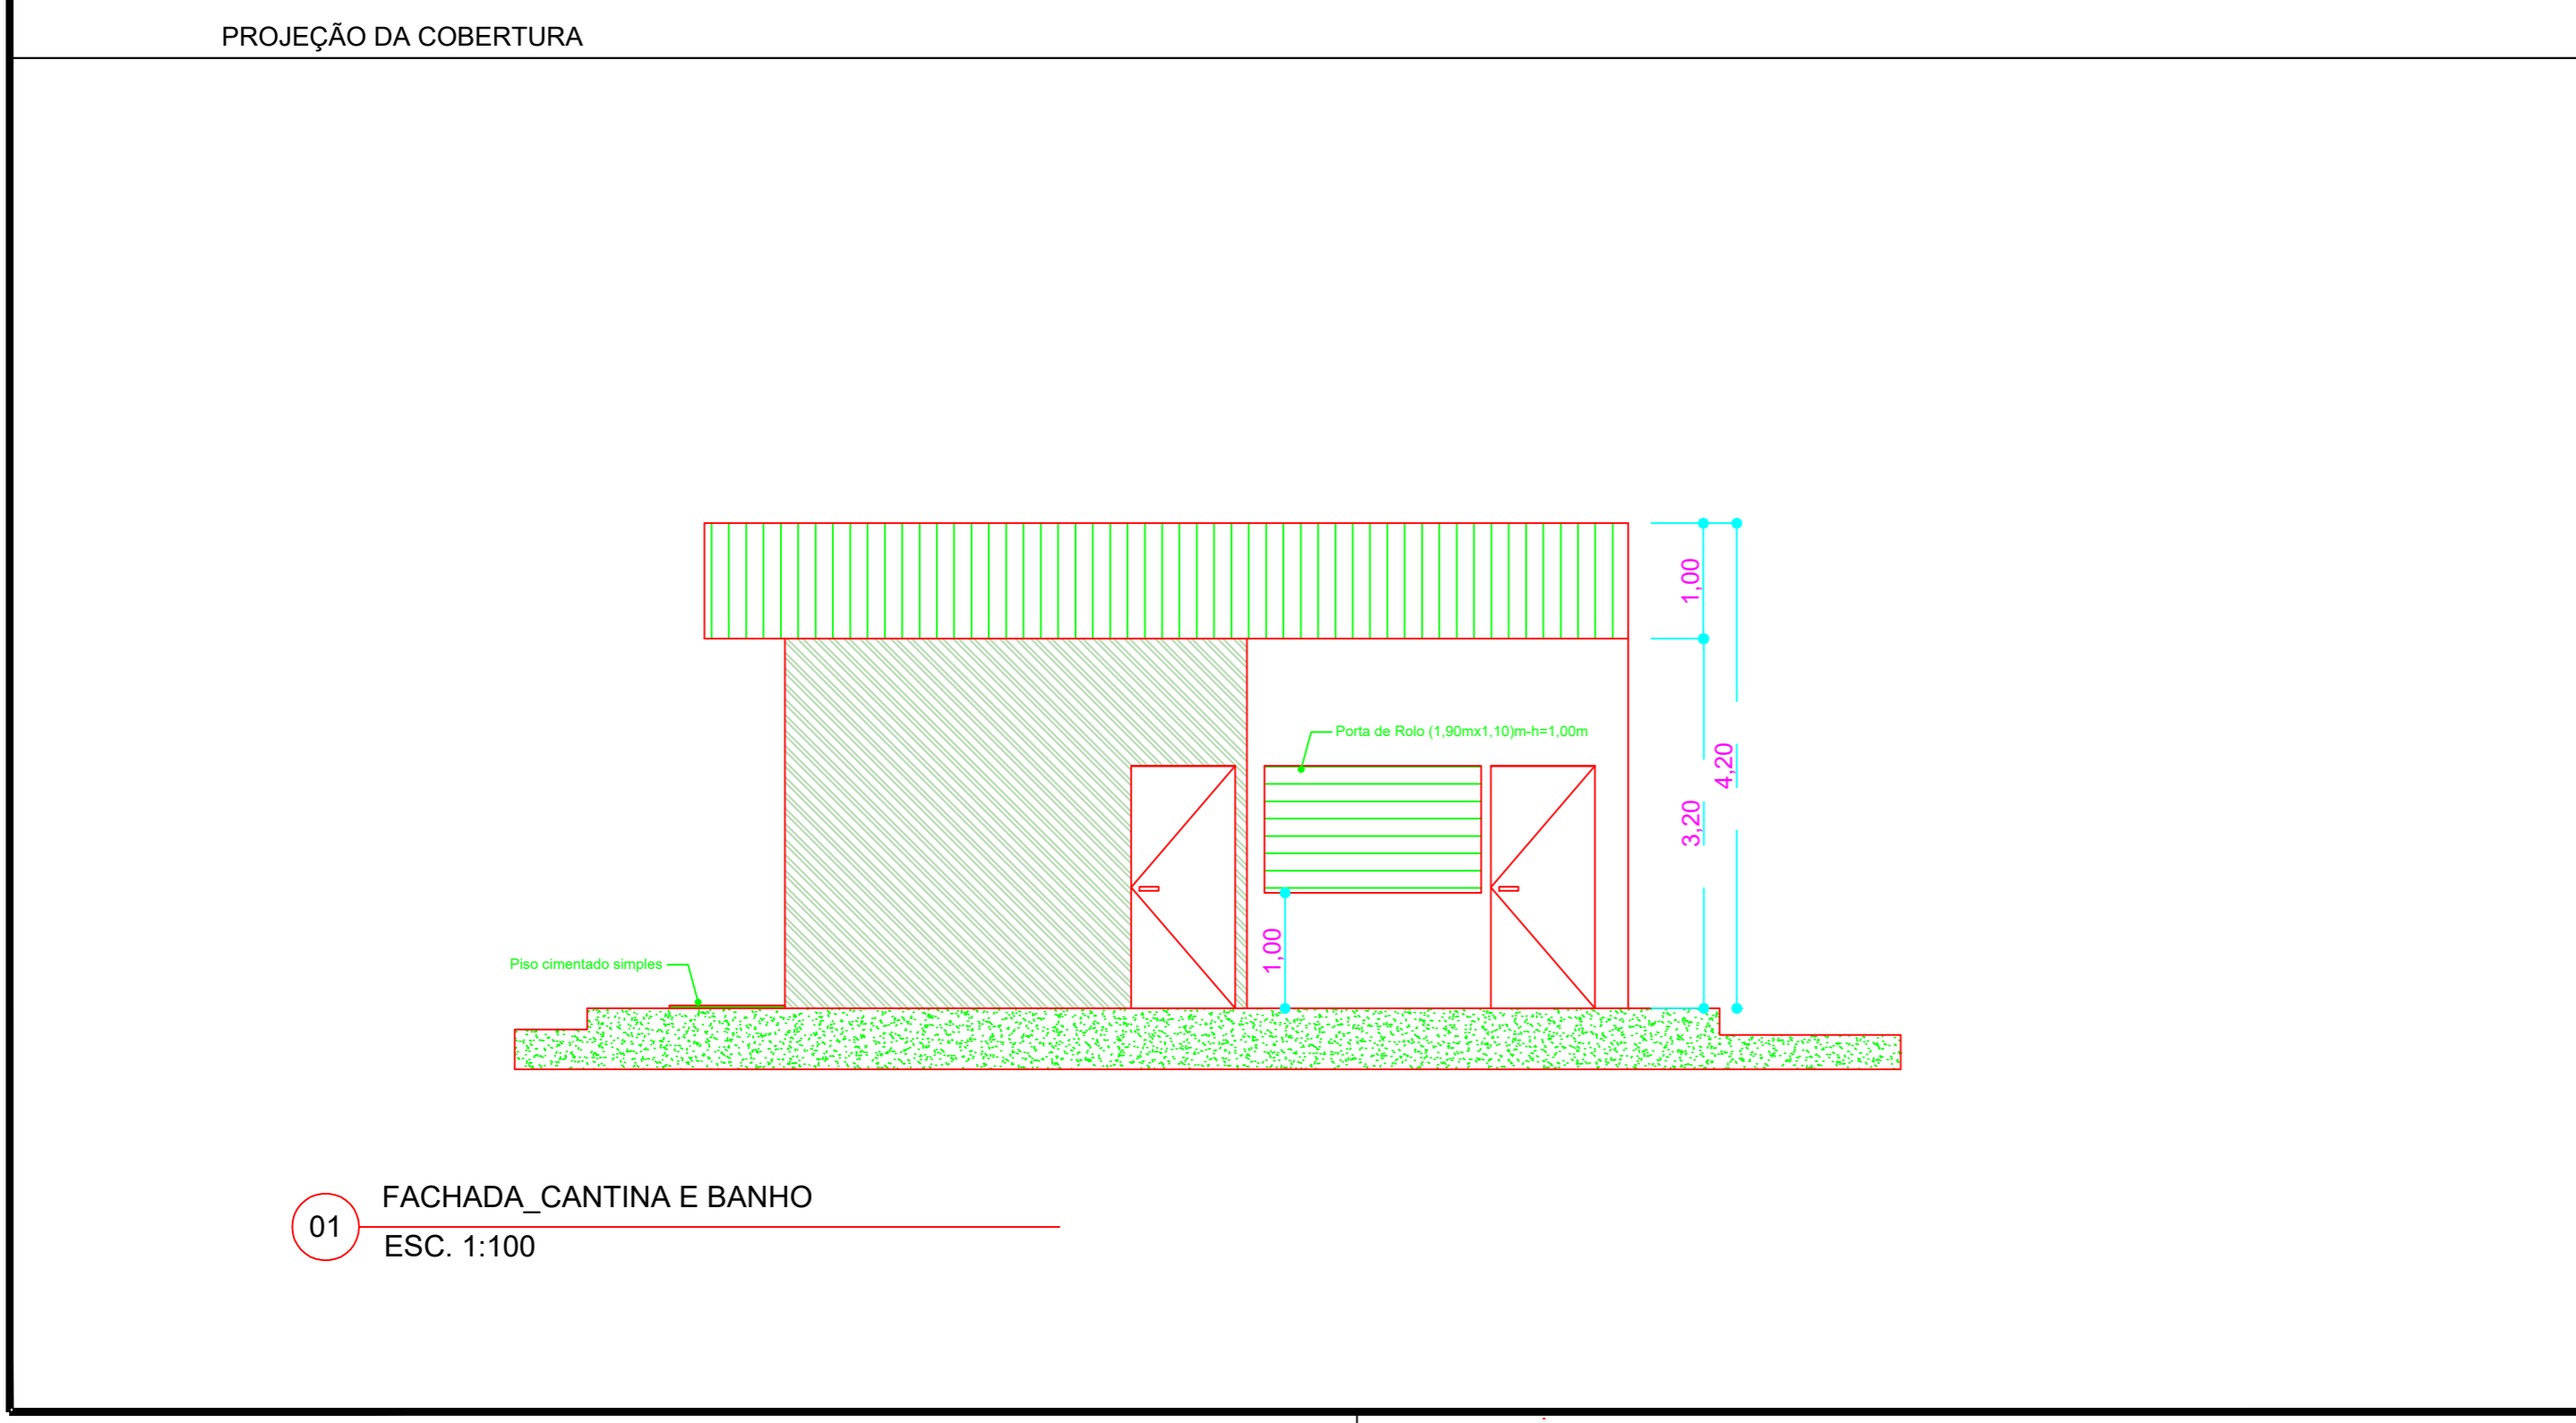 PROJEÇÃO DA COBERTURA
1,00
Porta de Rolo (1,90mx1,10)m-h=1,00m
4,20
3,20
1,00
Piso cimentado simples
FACHADA_CANTINA E BANHO
01
ESC. 1:100